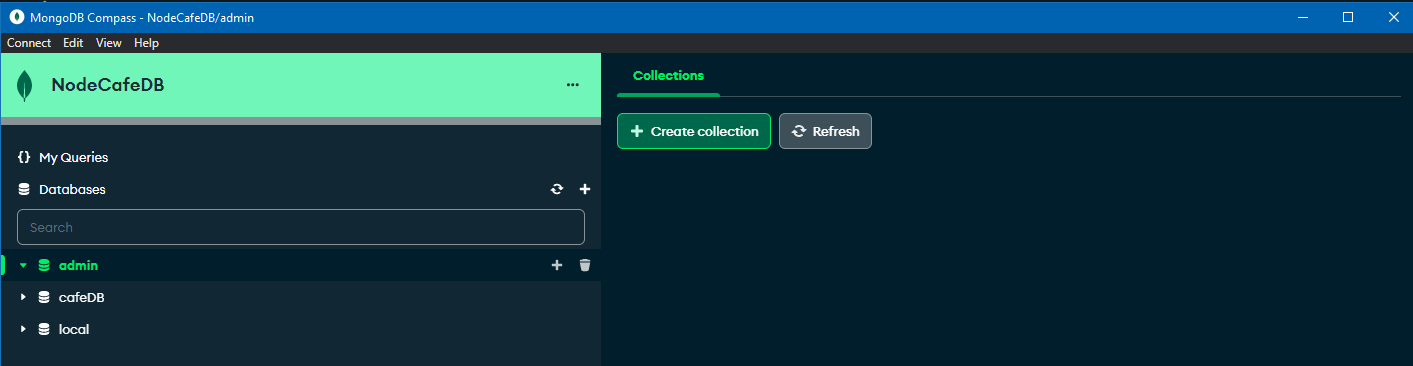 MongoDB Compass - NodeCafeDB/admin
Connect Edit View Help
NodeCafeDB
My Queries
Databases
Search
admin
cafeDB
local
Collections
Create collection
Refresh